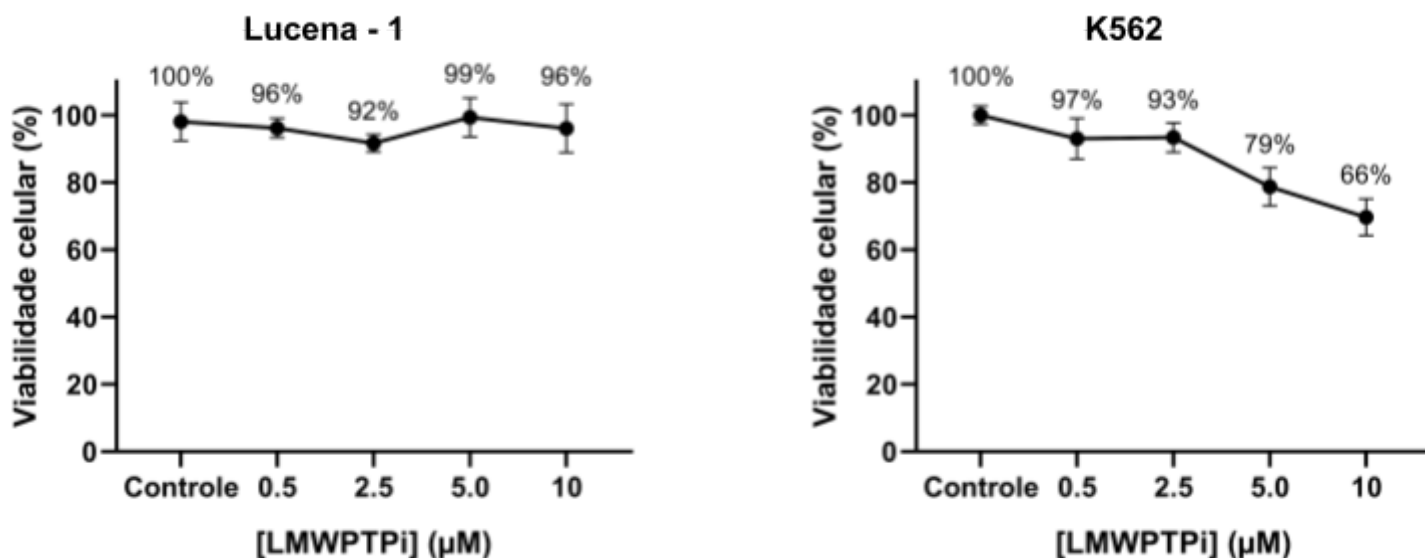 Lucena - 1
Viabilidade celular (%)
100
80
60
40
20
0
100%
96%
92%
99%
96%
Controle 0.5 2.5 5.0 10
[LMWPTPi] (µM)
K562
Viabilidade celular (%)
100
80
60
40
20
0
100%
97%
93%
79%
66%
Controle 0.5 2.5 5.0 10
[LMWPTPi] (µM)